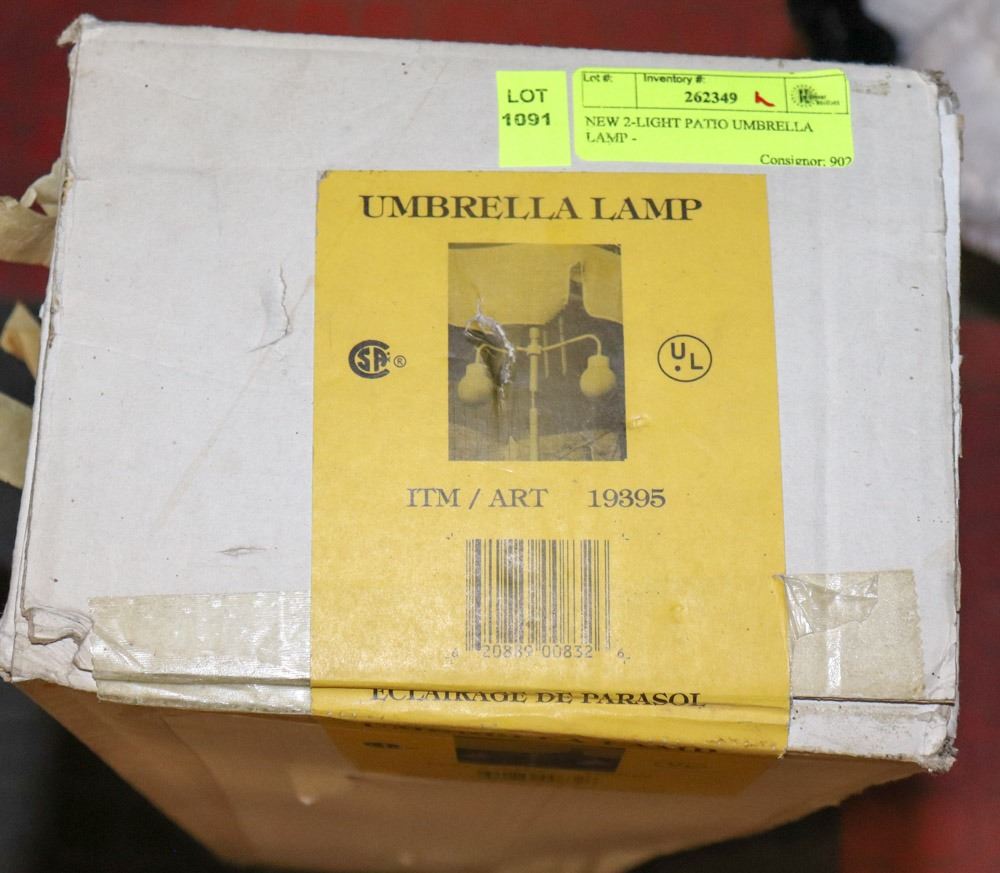 LOT
1091
Lot #: Inventory #:
262349
NEW 2-LIGHT PATIO UMBRELLA
LAMP -
Consignor: 902
UMBRELLA LAMP
CSA ®
UL
ITM / ART 19395
6 20889 00832 6
ECLAIRAGE DE PARASOL